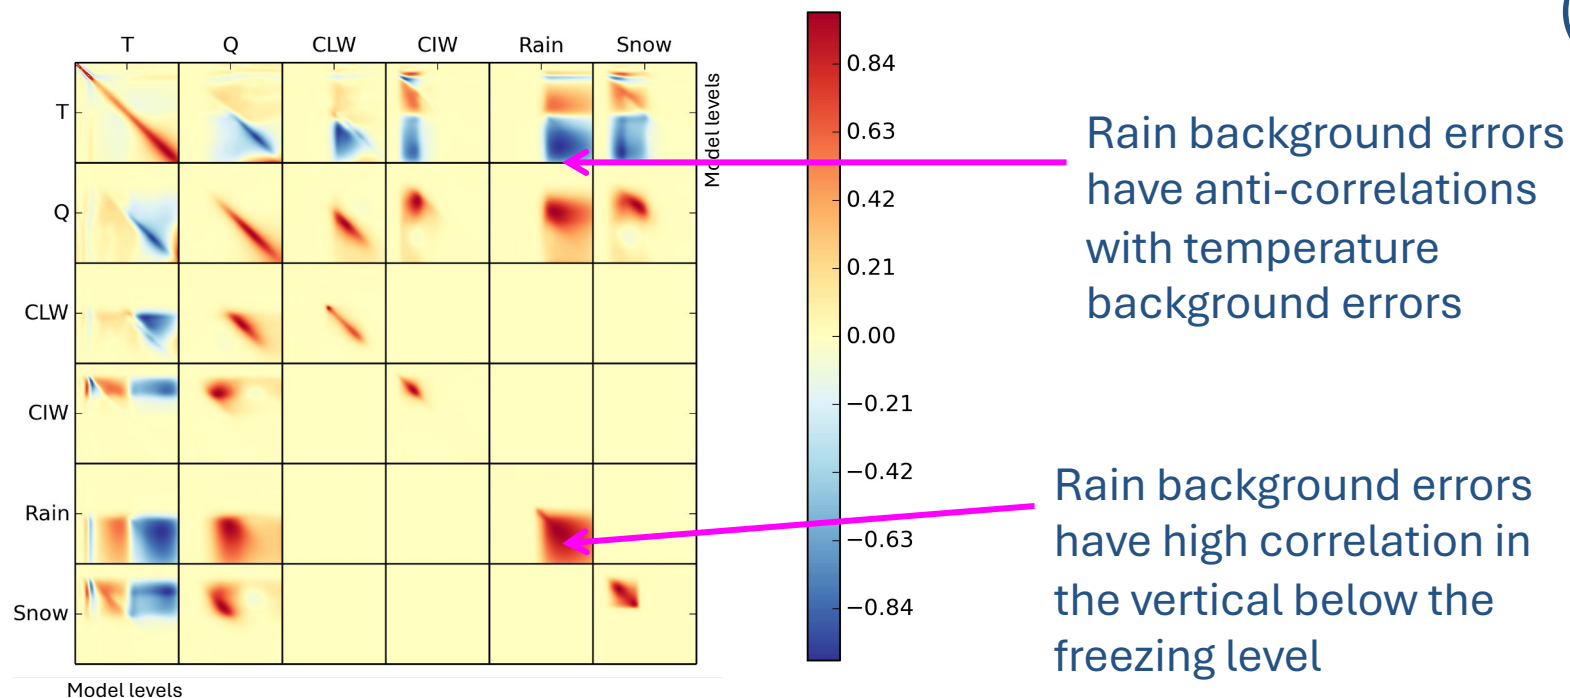 T Q CLW CIW Rain Snow
T
Q
CLW
CIW
Rain
Snow
Model levels
Model levels
0.84
0.63
0.42
0.21
0.00
−0.21
−0.42
−0.63
−0.84
Rain background errors
have anti-correlations
with temperature
background errors
Rain background errors
have high correlation in
the vertical below the
freezing level